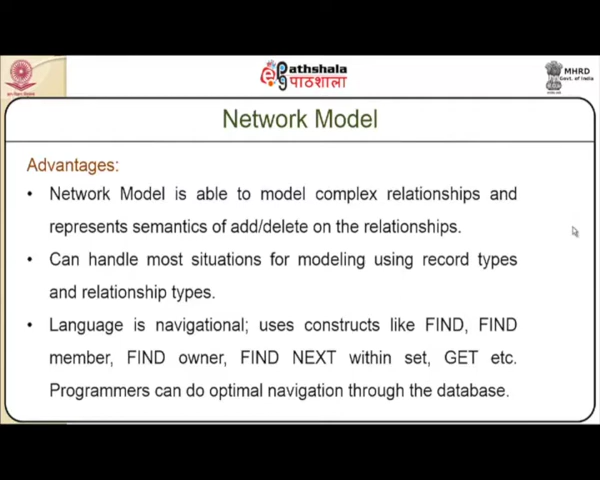 ePathshala
पाठशाला
MHRD
Govt. of India
Network Model
Advantages:
• Network Model is able to model complex relationships and
represents semantics of add/delete on the relationships.
• Can handle most situations for modeling using record types
and relationship types.
• Language is navigational; uses constructs like FIND, FIND
member, FIND owner, FIND NEXT within set, GET etc.
Programmers can do optimal navigation through the database.